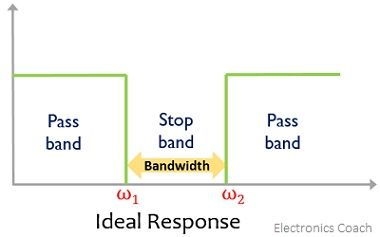 Pass
band
Stop
band
Pass
band
Bandwidth
ω1
ω2
Ideal Response
Electronics Coach